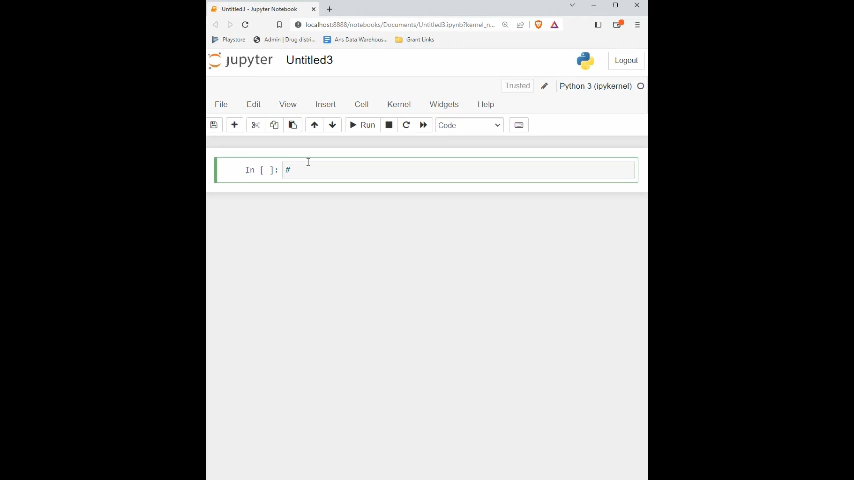 Untitled3 - Jupyter Notebook
localhost:8888/notebooks/Documents/Untitled3.ipynb?kernel_n...
Playstore Admin | Drug distri... Ans Data Warehous... Grant Links
jupyter Untitled3 Logout
Trusted Python 3 (ipykernel)
File Edit View Insert Cell Kernel Widgets Help
Run Code
In [ ]: #